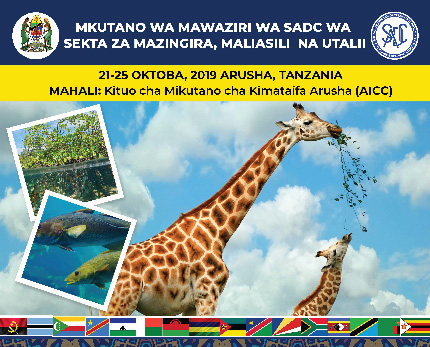 MKUTANO WA MAWAZIRI WA SADC WA
SEKTA ZA MAZINGIRA, MALIASILI NA UTALII
SADC
21-25 OKTOBA, 2019 ARUSHA, TANZANIA
MAHALI: Kituo cha Mikutano cha Kimataifa Arusha (AICC)